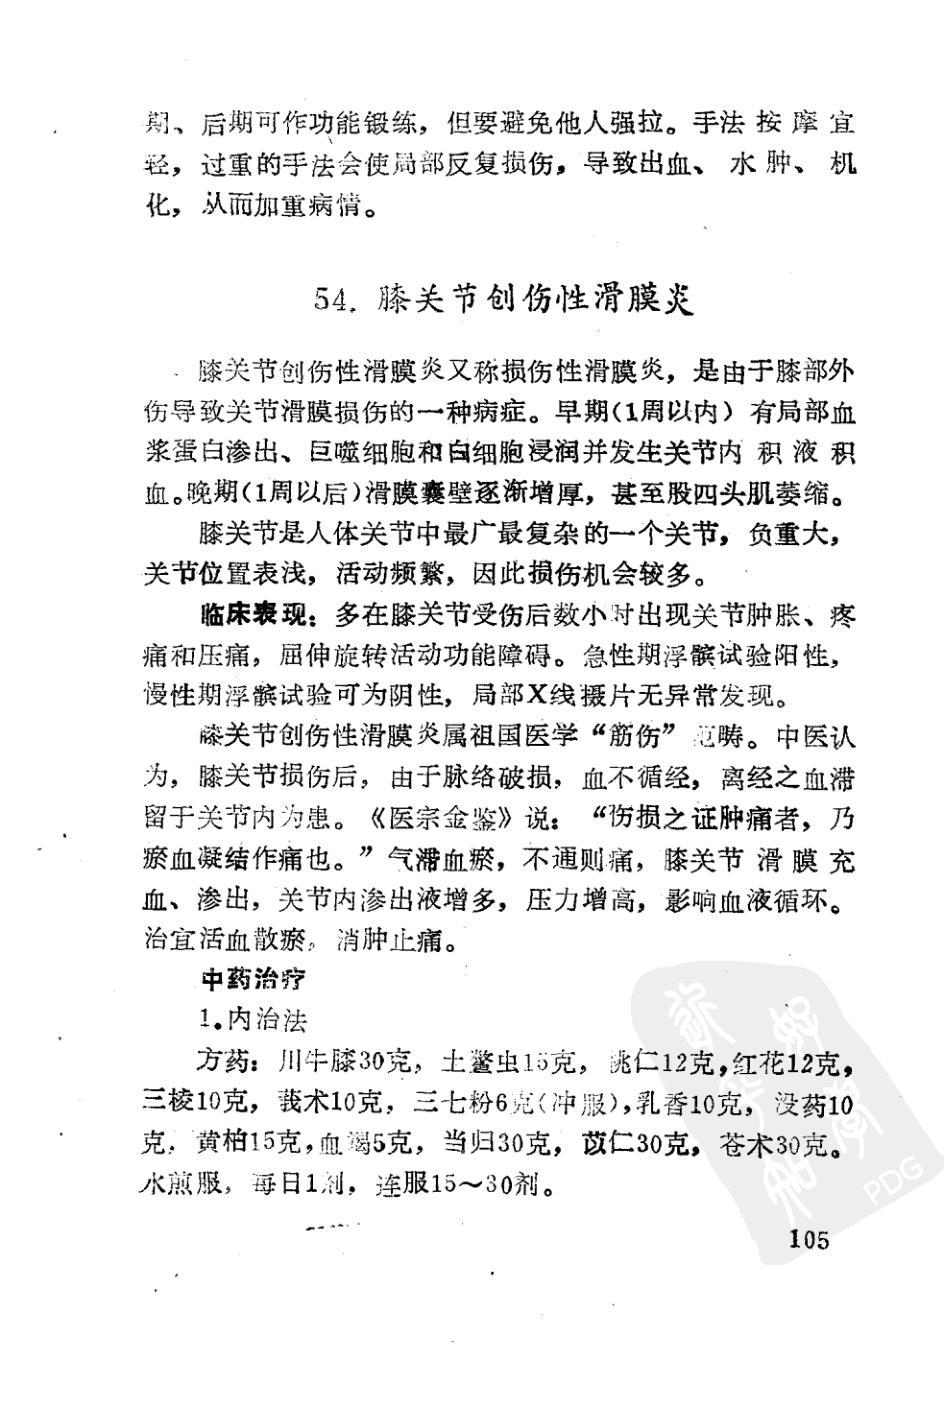 期、后期可作功能锻练，但要避免他人强拉。手法按摩宜
轻，过重的手法会使局部反复损伤，导致出血、水肿、机
化，从而加重病情。
54．膝关节创伤性滑膜炎
膝关节创伤性滑膜炎又称损伤性滑膜炎，是由于膝部外
伤导致关节滑膜损伤的一种病症。早期(1周以内）有局部血
浆蛋白渗出、巨噬细胞和白细胞浸润并发生关节内积液积
血。晚期(1周以后)滑膜囊壁逐渐增厚，甚至股四头肌萎缩。
膝关节是人体关节中最广最复杂的一个关节，负重大，
关节位置表浅，活动频繁，因此损伤机会较多。
临床表现：多在膝关节受伤后数小时出现关节肿胀、疼
痛和压痛，屈伸旋转活动功能障碍。急性期浮髌试验阳性，
慢性期浮髌试验可为阴性，局部X线摄片无异常发现。
膝关节创伤性滑膜炎属祖国医学“筋伤”范畴。中医认
为，膝关节损伤后，由于脉络破损，血不循经，离经之血滞
留于关节内为患。《医宗金鉴》说：“伤损之证肿痛者，乃
瘀血凝结作痛也。”气滞血瘀，不通则痛，膝关节滑膜充
血、渗出，关节内渗出液增多，压力增高，影响血液循环。
治宜活血散瘀，消肿止痛。
中药治疗
1.内治法
方药：川牛膝30克，土鳖虫15克，桃仁12克，红花12克，
三棱10克，莪术10克，三七粉6克(冲服)，乳香10克，没药10
克，黄柏15克，血竭5克，当归30克，苡仁30克，苍术30克。
水煎服，每日1剂，连服15～30剂。
105
PDG